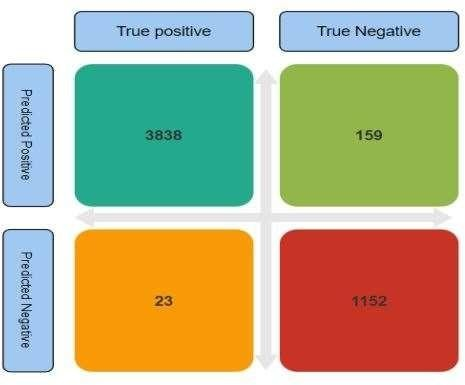 True positive
True Negative
Predicted Positive
3838
159
Predicted Negative
23
1152